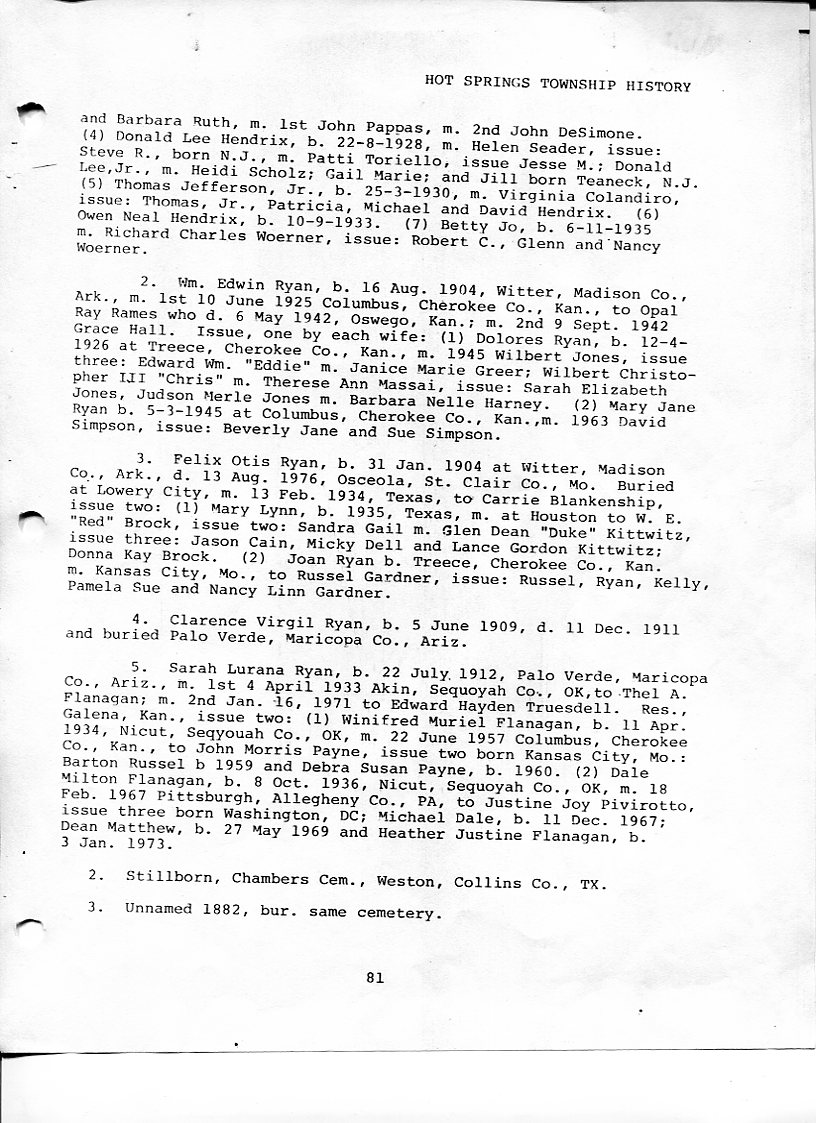 HOT SPRINGS TOWNSHIP HISTORY
and Barbara Ruth, m. 1st John Pappas, m. 2nd John DeSimone.
(4) Donald Lee Hendrix, b. 22-8-1928, m. Helen Seader, issue:
Steve R., born N.J., m. Patti Toriello, issue Jesse M.; Donald
Lee,Jr., m. Heidi Scholz; Gail Marie; and Jill born Teaneck, N.J.
(5) Thomas Jefferson, Jr., b. 25-3-1930, m. Virginia Colandiro,
issue: Thomas, Jr., Patricia, Michael and David Hendrix. (6)
Owen Neal Hendrix, b. 10-9-1933. (7) Betty Jo, b. 6-11-1935
m. Richard Charles Woerner, issue: Robert C., Glenn and Nancy
Woerner.
2. Wm. Edwin Ryan, b. 16 Aug. 1904, Witter, Madison Co.,
Ark., m. 1st 10 June 1925 Columbus, Cherokee Co., Kan., to Opal
Ray Rames who d. 6 May 1942, Oswego, Kan.; m. 2nd 9 Sept. 1942
Grace Hall. Issue, one by each wife: (1) Dolores Ryan, b. 12-4-
1926 at Treece, Cherokee Co., Kan., m. 1945 Wilbert Jones, issue
three: Edward Wm. "Eddie" m. Janice Marie Greer; Wilbert Christo-
pher III "Chris" m. Therese Ann Massai, issue: Sarah Elizabeth
Jones, Judson Merle Jones m. Barbara Nelle Harney. (2) Mary Jane
Ryan b. 5-3-1945 at Columbus, Cherokee Co., Kan.,m. 1963 David
Simpson, issue: Beverly Jane and Sue Simpson.
3. Felix Otis Ryan, b. 31 Jan. 1904 at Witter, Madison
Co., Ark., d. 13 Aug. 1976, Osceola, St. Clair Co., Mo. Buried
at Lowery City, m. 13 Feb. 1934, Texas, to Carrie Blankenship,
issue two: (1) Mary Lynn, b. 1935, Texas, m. at Houston to W. E.
"Red" Brock, issue two: Sandra Gail m. Glen Dean "Duke" Kittwitz,
issue three: Jason Cain, Micky Dell and Lance Gordon Kittwitz;
Donna Kay Brock. (2) Joan Ryan b. Treece, Cherokee Co., Kan.
m. Kansas City, Mo., to Russel Gardner, issue: Russel, Ryan, Kelly,
Pamela Sue and Nancy Linn Gardner.
4. Clarence Virgil Ryan, b. 5 June 1909, d. 11 Dec. 1911
and buried Palo Verde, Maricopa Co., Ariz.
5. Sarah Lurana Ryan, b. 22 July 1912, Palo Verde, Maricopa
Co., Ariz., m. 1st 4 April 1933 Akin, Sequoyah Co., OK,to Thel A.
Flanagan; m. 2nd Jan. 16, 1971 to Edward Hayden Truesdell. Res.,
Galena, Kan., issue two: (1) Winifred Muriel Flanagan, b. 11 Apr.
1934, Nicut, Seqyouah Co., OK, m. 22 June 1957 Columbus, Cherokee
Co., Kan., to John Morris Payne, issue two born Kansas City, Mo.:
Barton Russel b 1959 and Debra Susan Payne, b. 1960. (2) Dale
Milton Flanagan, b. 8 Oct. 1936, Nicut, Sequoyah Co., OK, m. 18
Feb. 1967 Pittsburgh, Allegheny Co., PA, to Justine Joy Pivirotto,
issue three born Washington, DC; Michael Dale, b. 11 Dec. 1967;
Dean Matthew, b. 27 May 1969 and Heather Justine Flanagan, b.
3 Jan. 1973.
2. Stillborn, Chambers Cem., Weston, Collins Co., TX.
3. Unnamed 1882, bur. same cemetery.
81